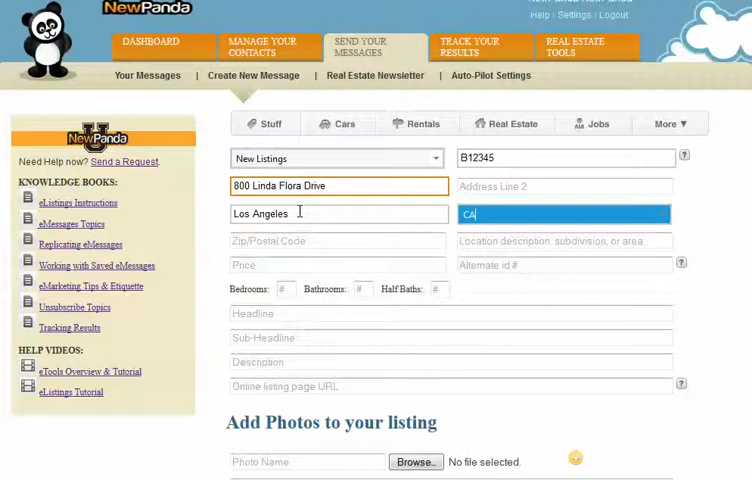 NewPanda
Help | Settings | Logout
DASHBOARD
MANAGE YOUR
CONTACTS
SEND YOUR
MESSAGES
TRACK YOUR
RESULTS
REAL ESTATE
TOOLS
Your Messages | Create New Message | Real Estate Newsletter | Auto-Pilot Settings
Stuff Cars Rentals Real Estate Jobs More ▼
U
NewPanda
Need Help now? Send a Request.
KNOWLEDGE BOOKS:
eListings Instructions
eMessages Topics
Replicating eMessages
Working with Saved eMessages
eMarketing Tips & Etiquette
Unsubscribe Topics
Tracking Results
HELP VIDEOS:
eTools Overview & Tutorial
eListings Tutorial
New Listings B12345 ?
800 Linda Flora Drive Address Line 2
Los Angeles CA
Zip/Postal Code Location description: subdivision, or area
Price Alternate id # ?
Bedrooms: # Bathrooms: # Half Baths: #
Headline
Sub-Headline
Description
Online listing page URL ?
Add Photos to your listing
Photo Name Browse... No file selected.